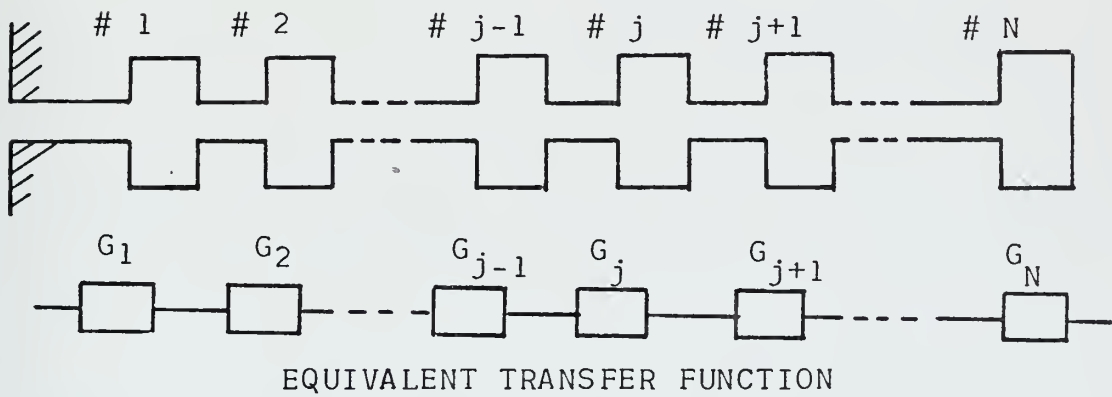 # 1 # 2 # j-1 # j # j+1 # N
G1 G2 Gj-1 Gj Gj+1 GN
EQUIVALENT TRANSFER FUNCTION